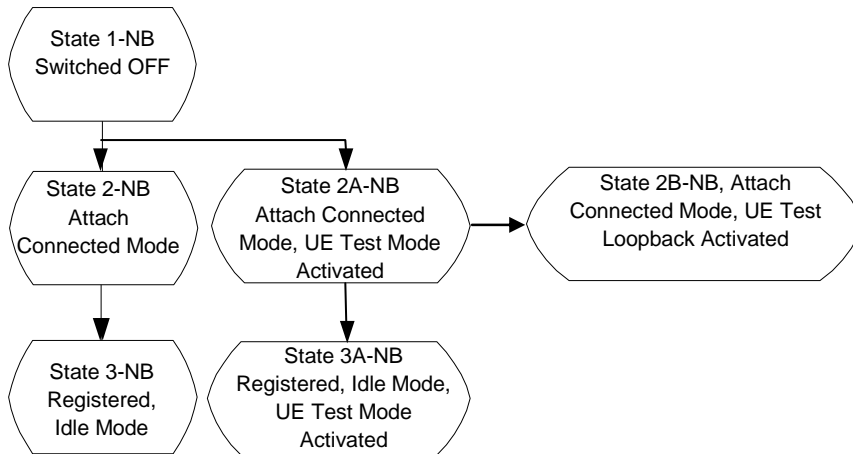 State 1-NB
Switched OFF
State 2-NB
Attach
Connected Mode
State 2A-NB
Attach Connected
Mode, UE Test Mode
Activated
State 2B-NB, Attach
Connected Mode, UE Test
Loopback Activated
State 3-NB
Registered,
Idle Mode
State 3A-NB
Registered, Idle Mode,
UE Test Mode
Activated